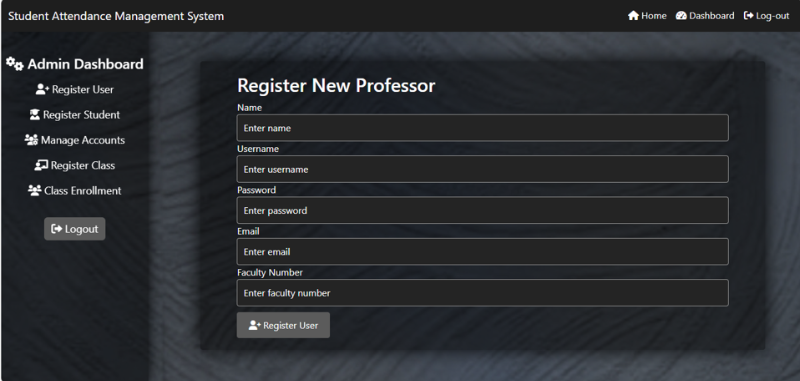 Student Attendance Management System
Home Dashboard Log-out
Admin Dashboard
Register User
Register Student
Manage Accounts
Register Class
Class Enrollment
Logout
Register New Professor
Name
Enter name
Username
Enter username
Password
Enter password
Email
Enter email
Faculty Number
Enter faculty number
Register User